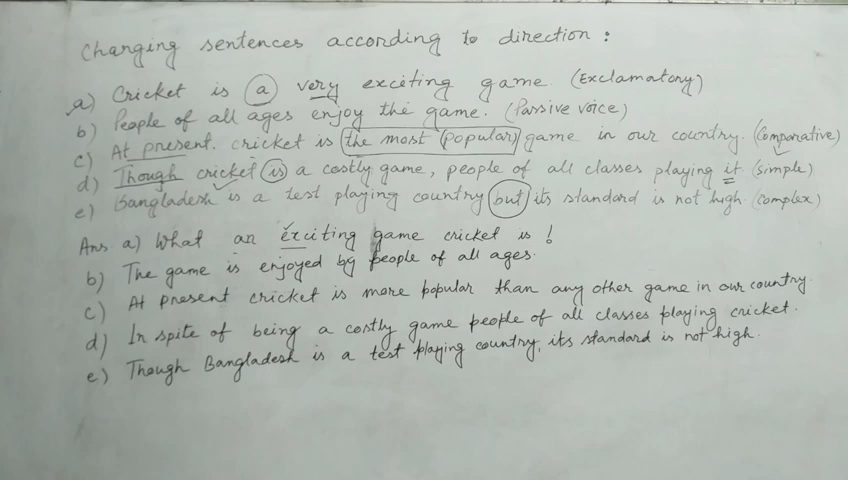 Changing sentences according to direction :
a) Cricket is a very exciting game. (Exclamatory)
b) People of all ages enjoy the game. (Passive voice)
c) At present. cricket is the most (popular) game in our country. (Comparative)
d) Though cricket is a costly game, people of all classes playing it. (Simple)
e) Bangladesh is a test playing country but its standard is not high. (Complex)
Ans. a) What an exciting game cricket is !
b) The game is enjoyed by people of all ages.
c) At present cricket is more popular than any other game in our country.
d) In spite of being a costly game people of all classes playing cricket.
e) Though Bangladesh is a test playing country, its standard is not high.